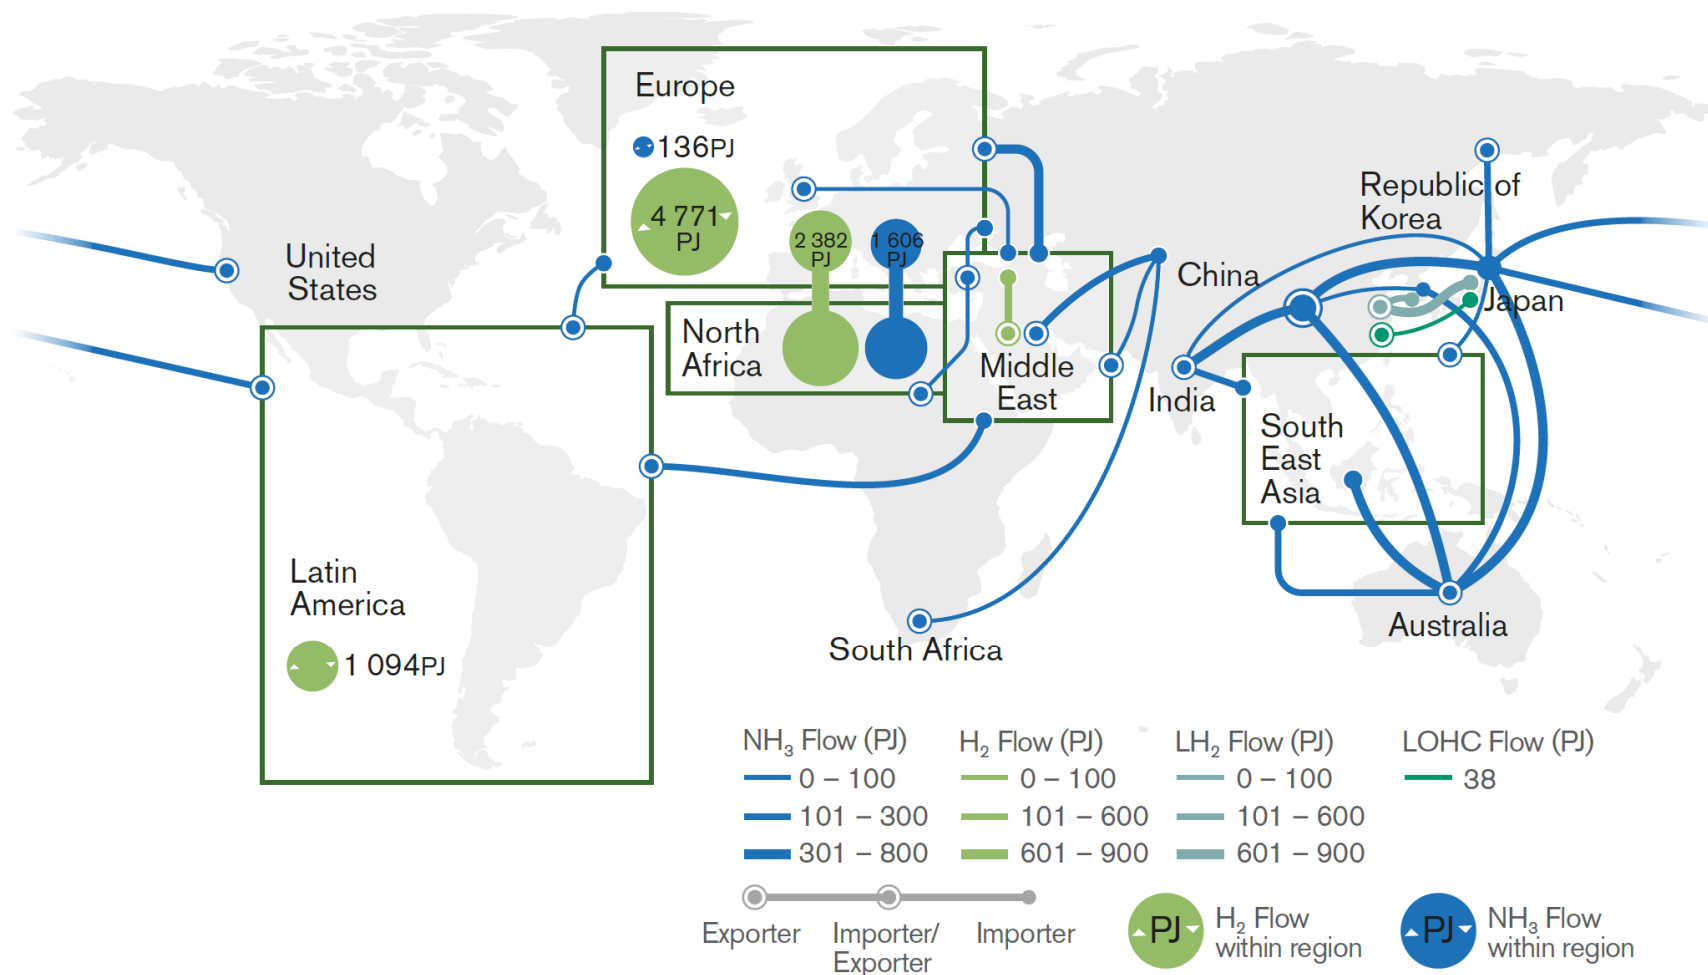 Europe
136PJ
4 771
PJ
2 382
PJ
1 606
PJ
United
States
North
Africa
Middle
East
China
India
Republic of
Korea
Japan
South
East
Asia
Latin
America
1 094PJ
South Africa
Australia
NH₃ Flow (PJ)
0 – 100
101 – 300
301 – 800
H₂ Flow (PJ)
0 – 100
101 – 600
601 – 900
LH₂ Flow (PJ)
0 – 100
101 – 600
601 – 900
LOHC Flow (PJ)
38
Exporter
Importer/
Exporter
Importer
PJ
H₂ Flow
within region
PJ
NH₃ Flow
within region